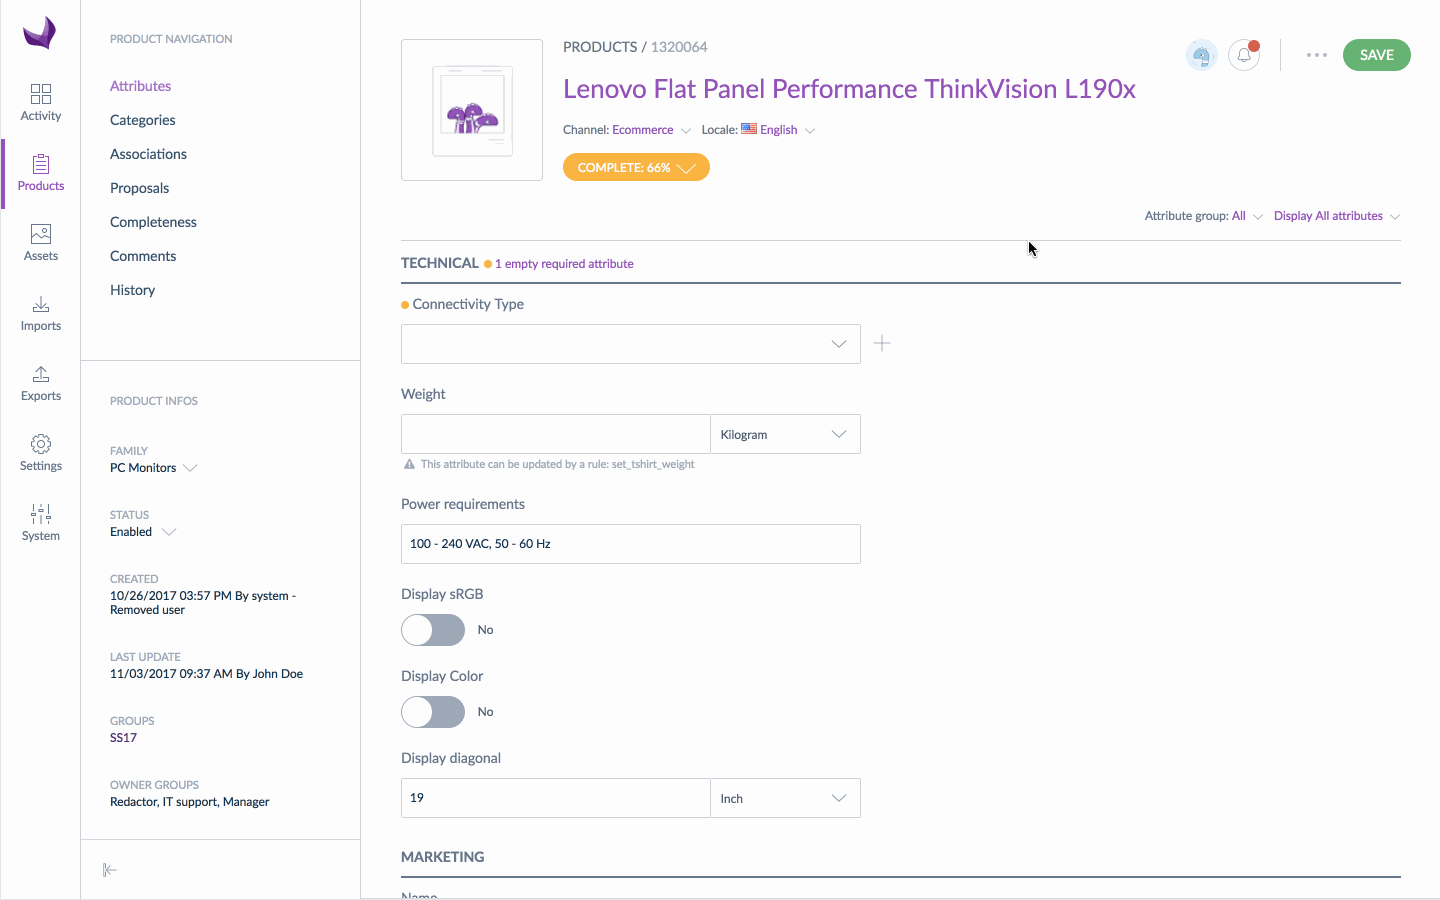 Activity
Products
Assets
Imports
Exports
Settings
System
PRODUCT NAVIGATION
Attributes
Categories
Associations
Proposals
Completeness
Comments
History
PRODUCT INFOS
FAMILY
PC Monitors
STATUS
Enabled
CREATED
10/26/2017 03:57 PM By system -
Removed user
LAST UPDATE
11/03/2017 09:37 AM By John Doe
GROUPS
SS17
OWNER GROUPS
Redactor, IT support, Manager
PRODUCTS / 1320064
SAVE
Lenovo Flat Panel Performance ThinkVision L190x
Channel: Ecommerce Locale: English
COMPLETE: 66%
Attribute group: All Display All attributes
TECHNICAL 1 empty required attribute
Connectivity Type
Weight
Kilogram
This attribute can be updated by a rule: set_tshirt_weight
Power requirements
100 - 240 VAC, 50 - 60 Hz
Display sRGB
No
Display Color
No
Display diagonal
19 Inch
MARKETING
Name